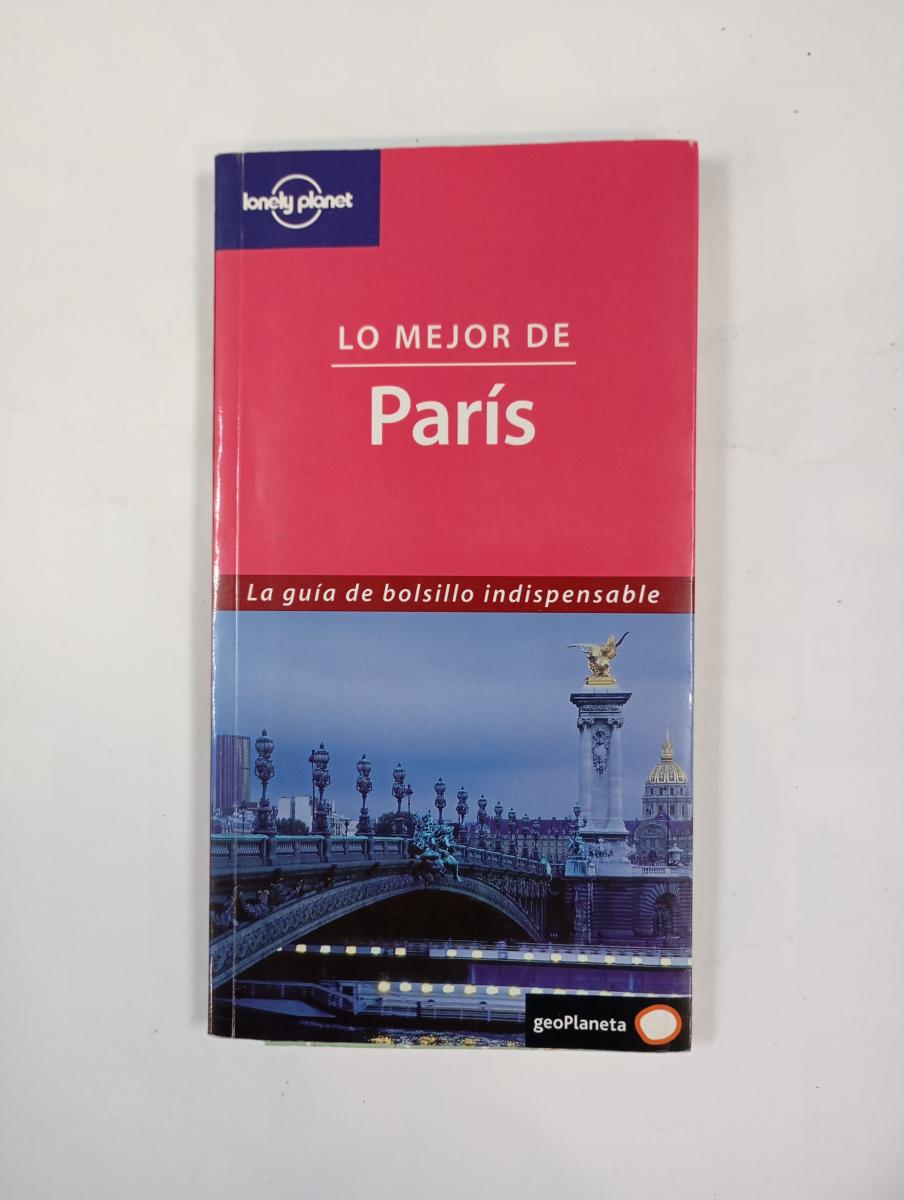 lonely planet
LO MEJOR DE
París
La guía de bolsillo indispensable
geoPlaneta